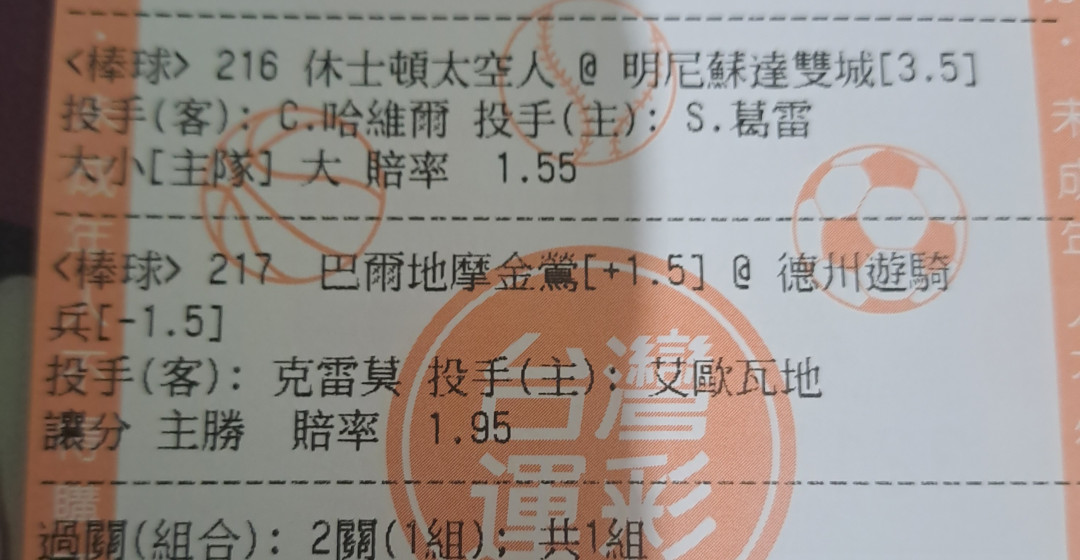 <棒球> 216 休士頓太空人 @ 明尼蘇達雙城[3.5]
投手(客): C.哈維爾 投手(主): S.葛雷
大小[主隊] 大 賠率 1.55
<棒球> 217 巴爾地摩金鶯[+1.5] @ 德州遊騎
兵[-1.5]
投手(客): 克雷莫 投手(主): 艾歐瓦地
讓分 主勝 賠率 1.95
台灣
運彩
過關(組合): 2關(1組); 共1組
未成年
購